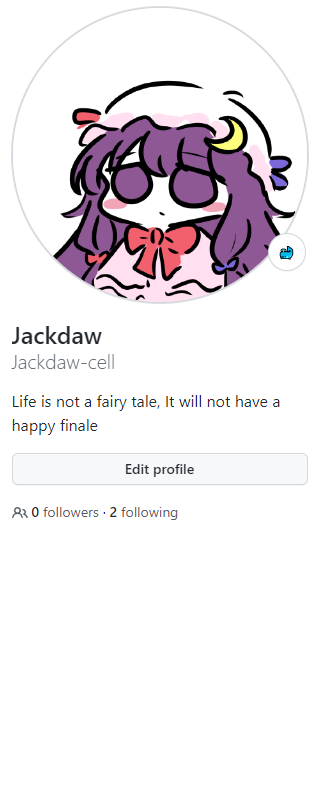 Jackdaw
Jackdaw-cell
Life is not a fairy tale, It will not have a
happy finale
Edit profile
0 followers · 2 following